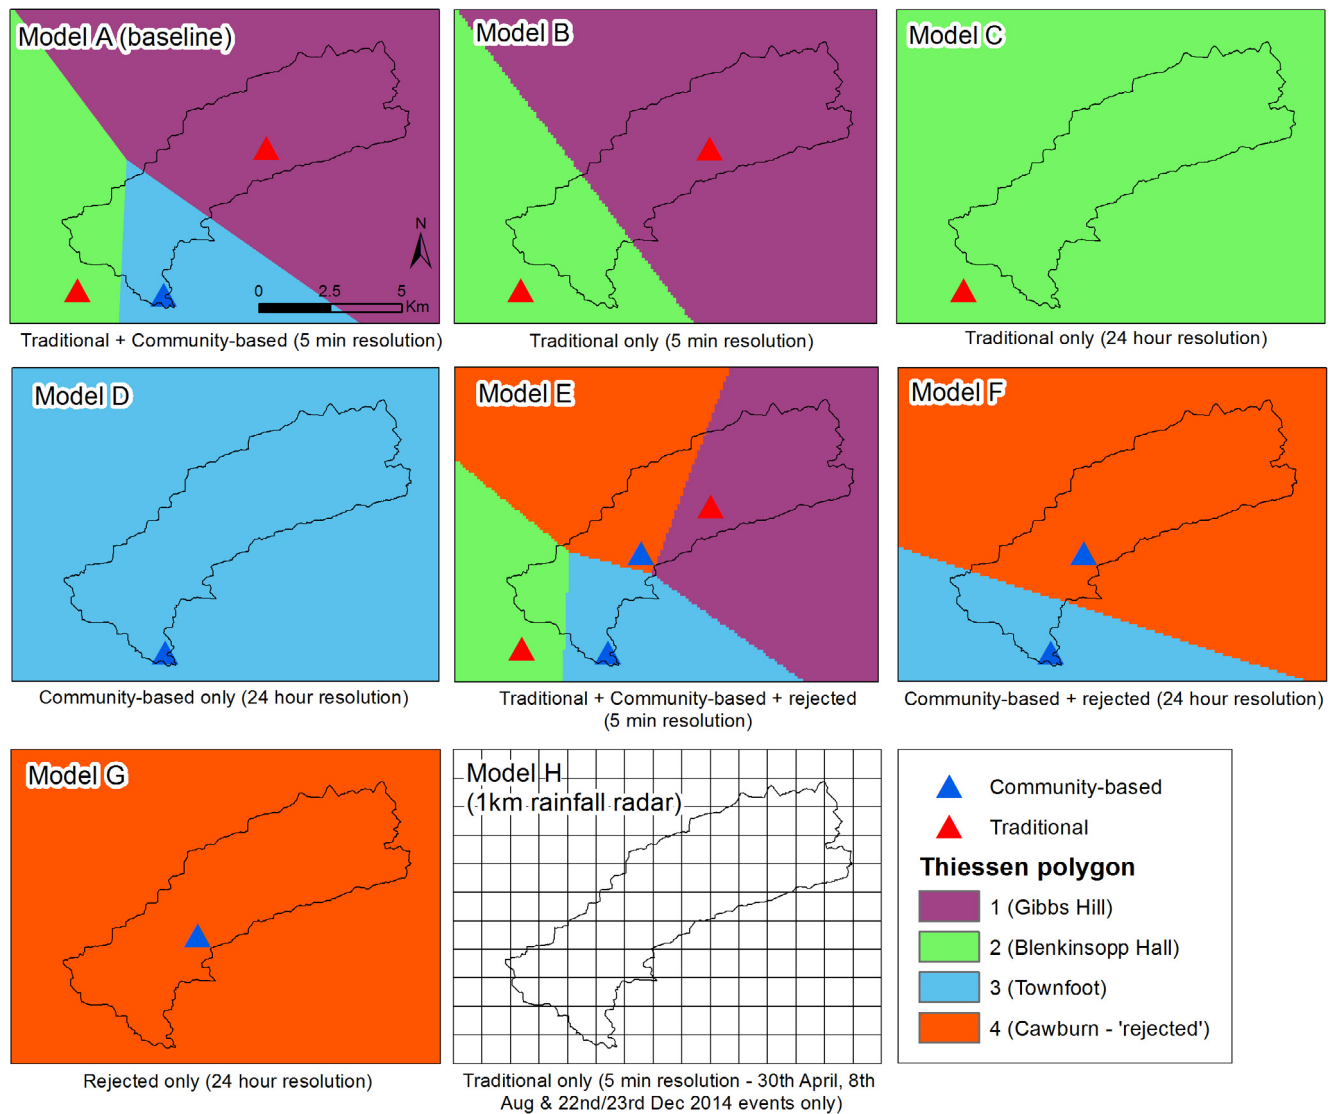 Model A (baseline)
N
0 2.5 5
Km
Traditional + Community-based (5 min resolution)
Model B
Traditional only (5 min resolution)
Model C
Traditional only (24 hour resolution)
Model D
Community-based only (24 hour resolution)
Model E
Traditional + Community-based + rejected
(5 min resolution)
Model F
Community-based + rejected (24 hour resolution)
Model G
Rejected only (24 hour resolution)
Model H
(1km rainfall radar)
Traditional only (5 min resolution - 30th April, 8th
Aug & 22nd/23rd Dec 2014 events only)
Community-based
Traditional
Thiessen polygon
1 (Gibbs Hill)
2 (Blenkinsopp Hall)
3 (Townfoot)
4 (Cawburn - 'rejected')